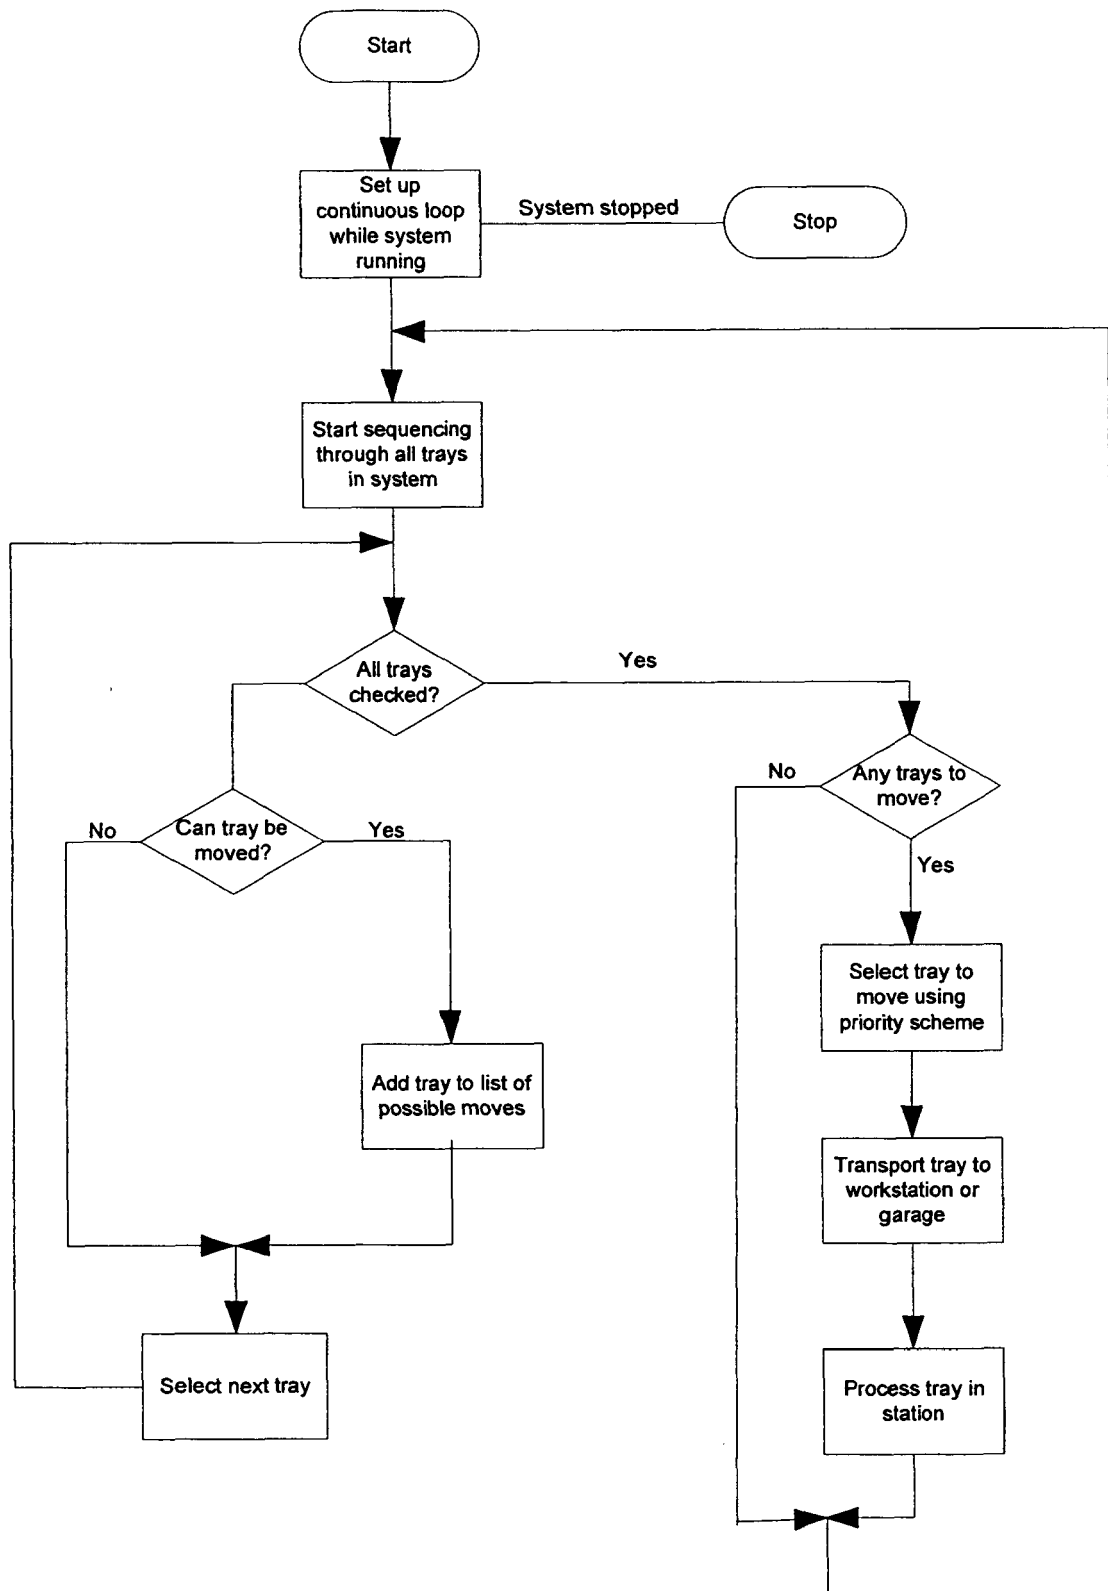 Start
Set up
continuous loop
while system
running
System stopped
Stop
Start sequencing
through all trays
in system
All trays
checked?
Yes
Any trays to
move?
No
Yes
Can tray be
moved?
No
Yes
Select tray to
move using
priority scheme
Add tray to list of
possible moves
Transport tray to
workstation or
garage
Select next tray
Process tray in
station